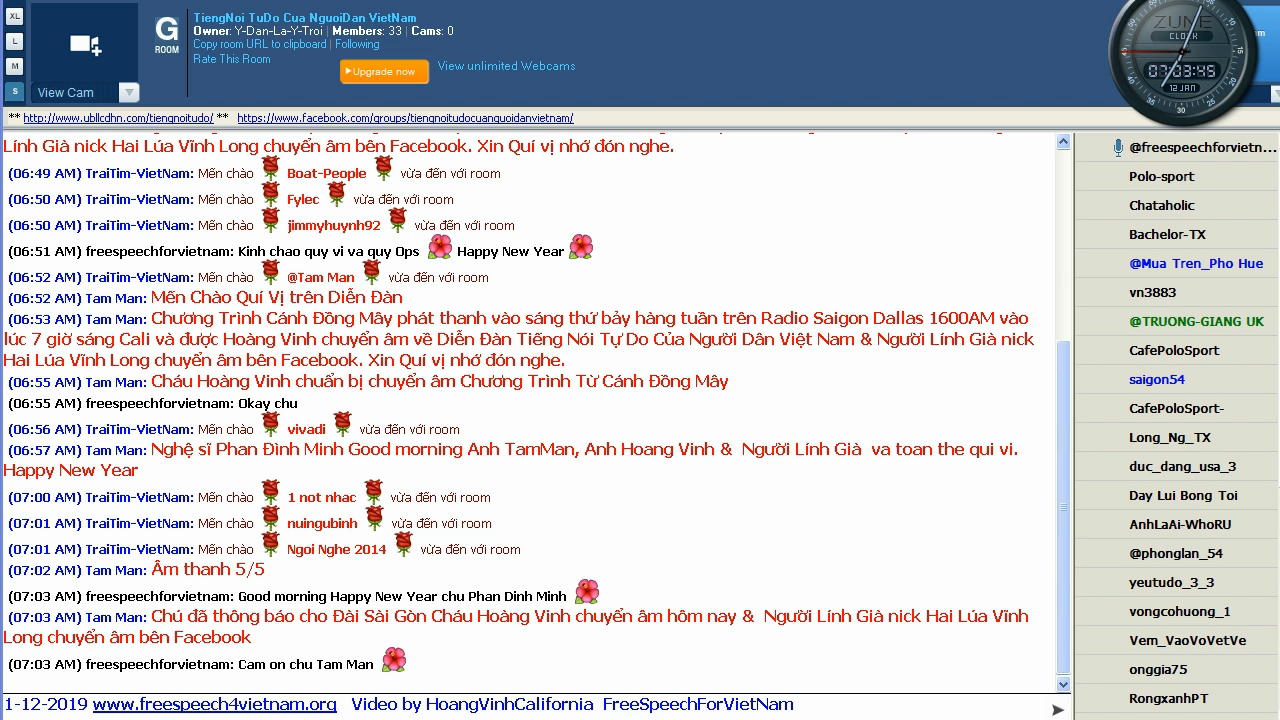 XL
L
M
S
View Cam
G
ROOM
TiengNoi TuDo Cua NguoiDan VietNam
Owner: Y-Dan-La-Y-Troi | Members: 33 | Cams: 0
Copy room URL to clipboard | Following
Rate This Room
Upgrade now
View unlimited Webcams
ZUNE
CLOCK
07:03:45
12 JAN
15
30
** http://www.ubllcdhn.com/tiengnoitudo/ ** https://www.facebook.com/groups/tiengnoitudocuanguoidanvietnam/
Lính Già nick Hai Lúa Vĩnh Long chuyển âm bên Facebook. Xin Quí vị nhớ đón nghe.
(06:49 AM) TraiTim-VietNam: Mến chào Boat-People vừa đến với room
(06:50 AM) TraiTim-VietNam: Mến chào Fylec vừa đến với room
(06:50 AM) TraiTim-VietNam: Mến chào jimmyhuynh92 vừa đến với room
(06:51 AM) freespeechforvietnam: Kinh chao quy vi va quy Ops Happy New Year
(06:52 AM) TraiTim-VietNam: Mến chào @Tam Man vừa đến với room
(06:52 AM) Tam Man: Mến Chào Quí Vị trên Diễn Đàn
(06:53 AM) Tam Man: Chương Trình Cánh Đồng Mây phát thanh vào sáng thứ bảy hàng tuần trên Radio Saigon Dallas 1600AM vào
lúc 7 giờ sáng Cali và được Hoàng Vinh chuyển âm về Diễn Đàn Tiếng Nói Tự Do Của Người Dân Việt Nam & Người Lính Già nick
Hai Lúa Vĩnh Long chuyển âm bên Facebook. Xin Quí vị nhớ đón nghe.
(06:55 AM) Tam Man: Cháu Hoàng Vinh chuẩn bị chuyển âm Chương Trình Từ Cánh Đồng Mây
(06:55 AM) freespeechforvietnam: Okay chu
(06:56 AM) TraiTim-VietNam: Mến chào vivadi vừa đến với room
(06:57 AM) Tam Man: Nghệ sĩ Phan Đình Minh Good morning Anh TamMan, Anh Hoang Vinh & Người Lính Già va toan the qui vi.
Happy New Year
(07:00 AM) TraiTim-VietNam: Mến chào 1 not nhac vừa đến với room
(07:01 AM) TraiTim-VietNam: Mến chào nuingubinh vừa đến với room
(07:01 AM) TraiTim-VietNam: Mến chào Ngoi Nghe 2014 vừa đến với room
(07:02 AM) Tam Man: Âm thanh 5/5
(07:03 AM) freespeechforvietnam: Good morning Happy New Year chu Phan Dinh Minh
(07:03 AM) Tam Man: Chú đã thông báo cho Đài Sài Gòn Cháu Hoàng Vinh chuyển âm hôm nay & Người Lính Già nick Hai Lúa Vĩnh
Long chuyển âm bên Facebook
(07:03 AM) freespeechforvietnam: Cam on chu Tam Man
1-12-2019 www.freespeech4vietnam.org Video by HoangVinhCalifornia FreeSpeechForVietNam
@freespeechforvietn...
Polo-sport
Chataholic
Bachelor-TX
@Mua Tren_Pho Hue
vn3883
@TRUONG-GIANG UK
CafePoloSport
saigon54
CafePoloSport-
Long_Ng_TX
duc_dang_usa_3
Day Lui Bong Toi
AnhLaAi-WhoRU
@phonglan_54
yeutudo_3_3
vongcohuong_1
Vem_VaoVoVetVe
onggia75
RongxanhPT